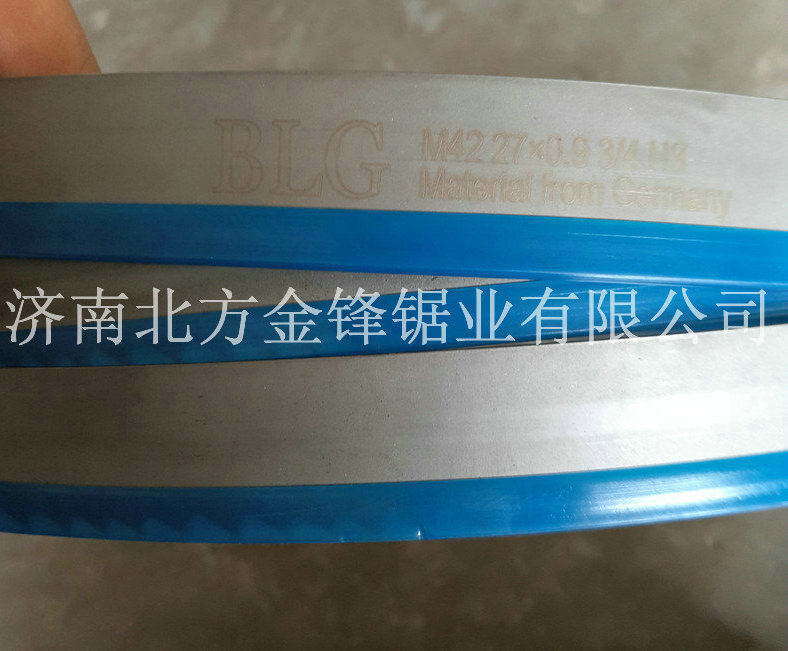 BLG
M42 27×0.9 3/4 HS
Material from Germany
济南北方金锋锯业有限公司